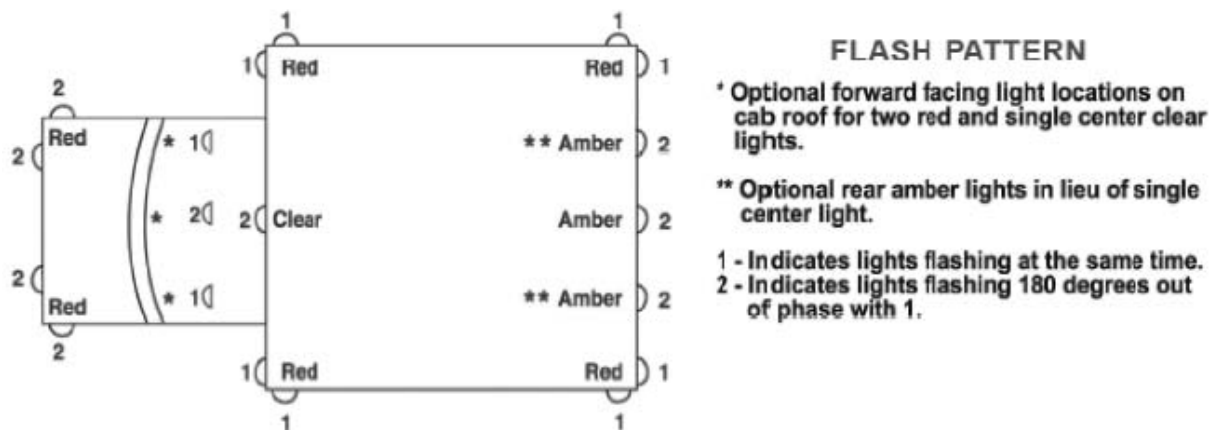 1 1
1 Red Red 1
2
Red
2 * 1 ** Amber 2
* 2 2 Clear Amber 2
2 * 1 ** Amber 2
Red
2
1 Red Red 1
1 1
FLASH PATTERN
* Optional forward facing light locations on
cab roof for two red and single center clear
lights.
** Optional rear amber lights in lieu of single
center light.
1 - Indicates lights flashing at the same time.
2 - Indicates lights flashing 180 degrees out
of phase with 1.